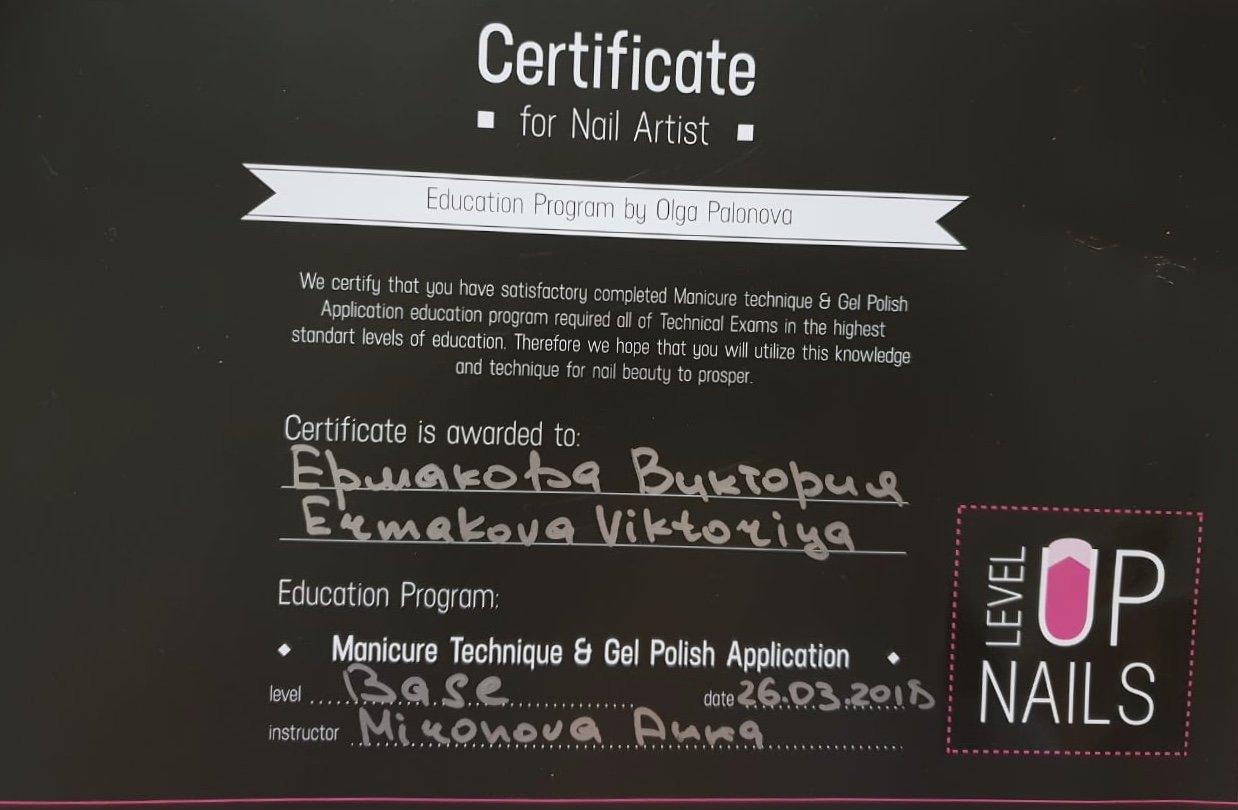 Certificate
for Nail Artist
Education Program by Olga Palonova
We certify that you have satisfactory completed Manicure technique & Gel Polish
Application education program required all of Technical Exams in the highest
standart levels of education. Therefore we hope that you will utilize this knowledge
and technique for nail beauty to prosper.
Certificate is awarded to:
Ермакова Виктория
Ermakova Viktoriya
Education Program:
Manicure Technique & Gel Polish Application
level Base date 26.03.2018
instructor Mironova Анна
LEVEL UP
NAILS